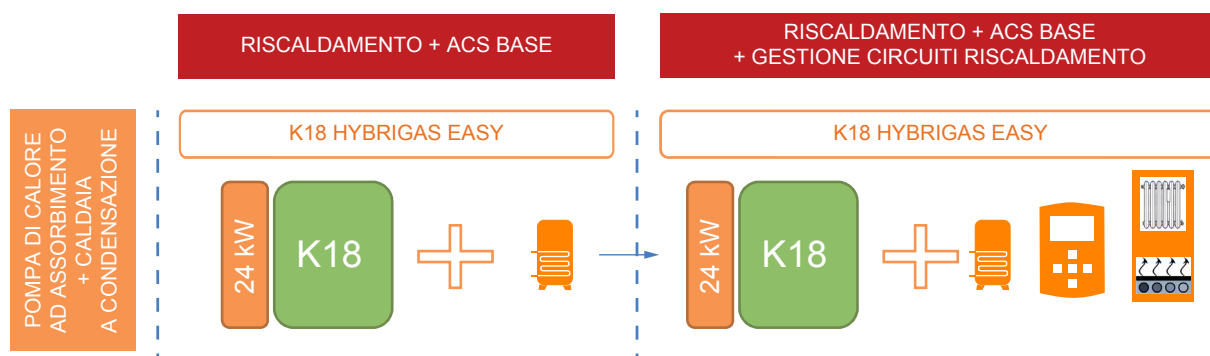 RISCALDAMENTO + ACS BASE
RISCALDAMENTO + ACS BASE
+ GESTIONE CIRCUITI RISCALDAMENTO
POMPA DI CALORE
AD ASSORBIMENTO
+ CALDAIA
A CONDENSAZIONE
K18 HYBRIGAS EASY
K18 HYBRIGAS EASY
24 kW
K18
24 kW
K18